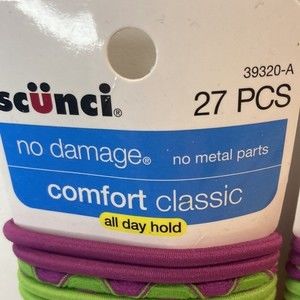 39320-A
scünci®
27 PCS
no damage® no metal parts
comfort classic
all day hold